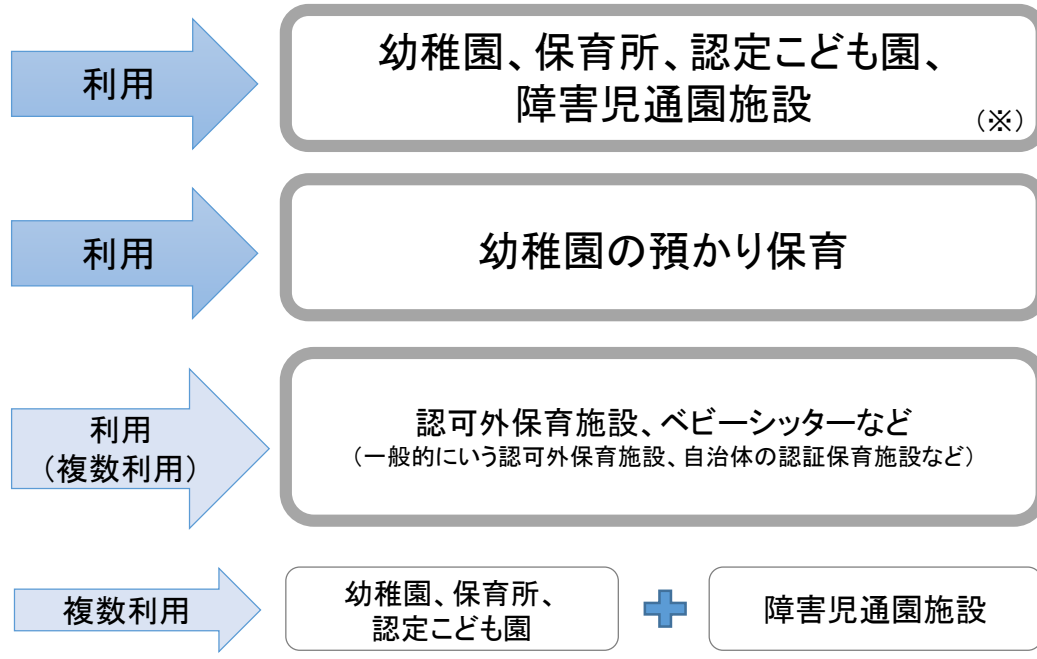 利用
幼稚園、保育所、認定こども園、
障害児通園施設
（※）
利用
幼稚園の預かり保育
利用
（複数利用）
認可外保育施設、ベビーシッターなど
（一般的にいう認可外保育施設、自治体の認証保育施設など）
複数利用
幼稚園、保育所、
認定こども園
障害児通園施設